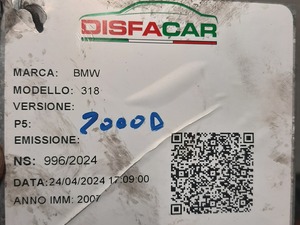 DISFACAR
MARCA: BMW
MODELLO: 318
VERSIONE:
P5: 2000D
EMISSIONE:
NS: 996/2024
DATA: 24/04/2024 17:09:00
ANNO IMM: 2007